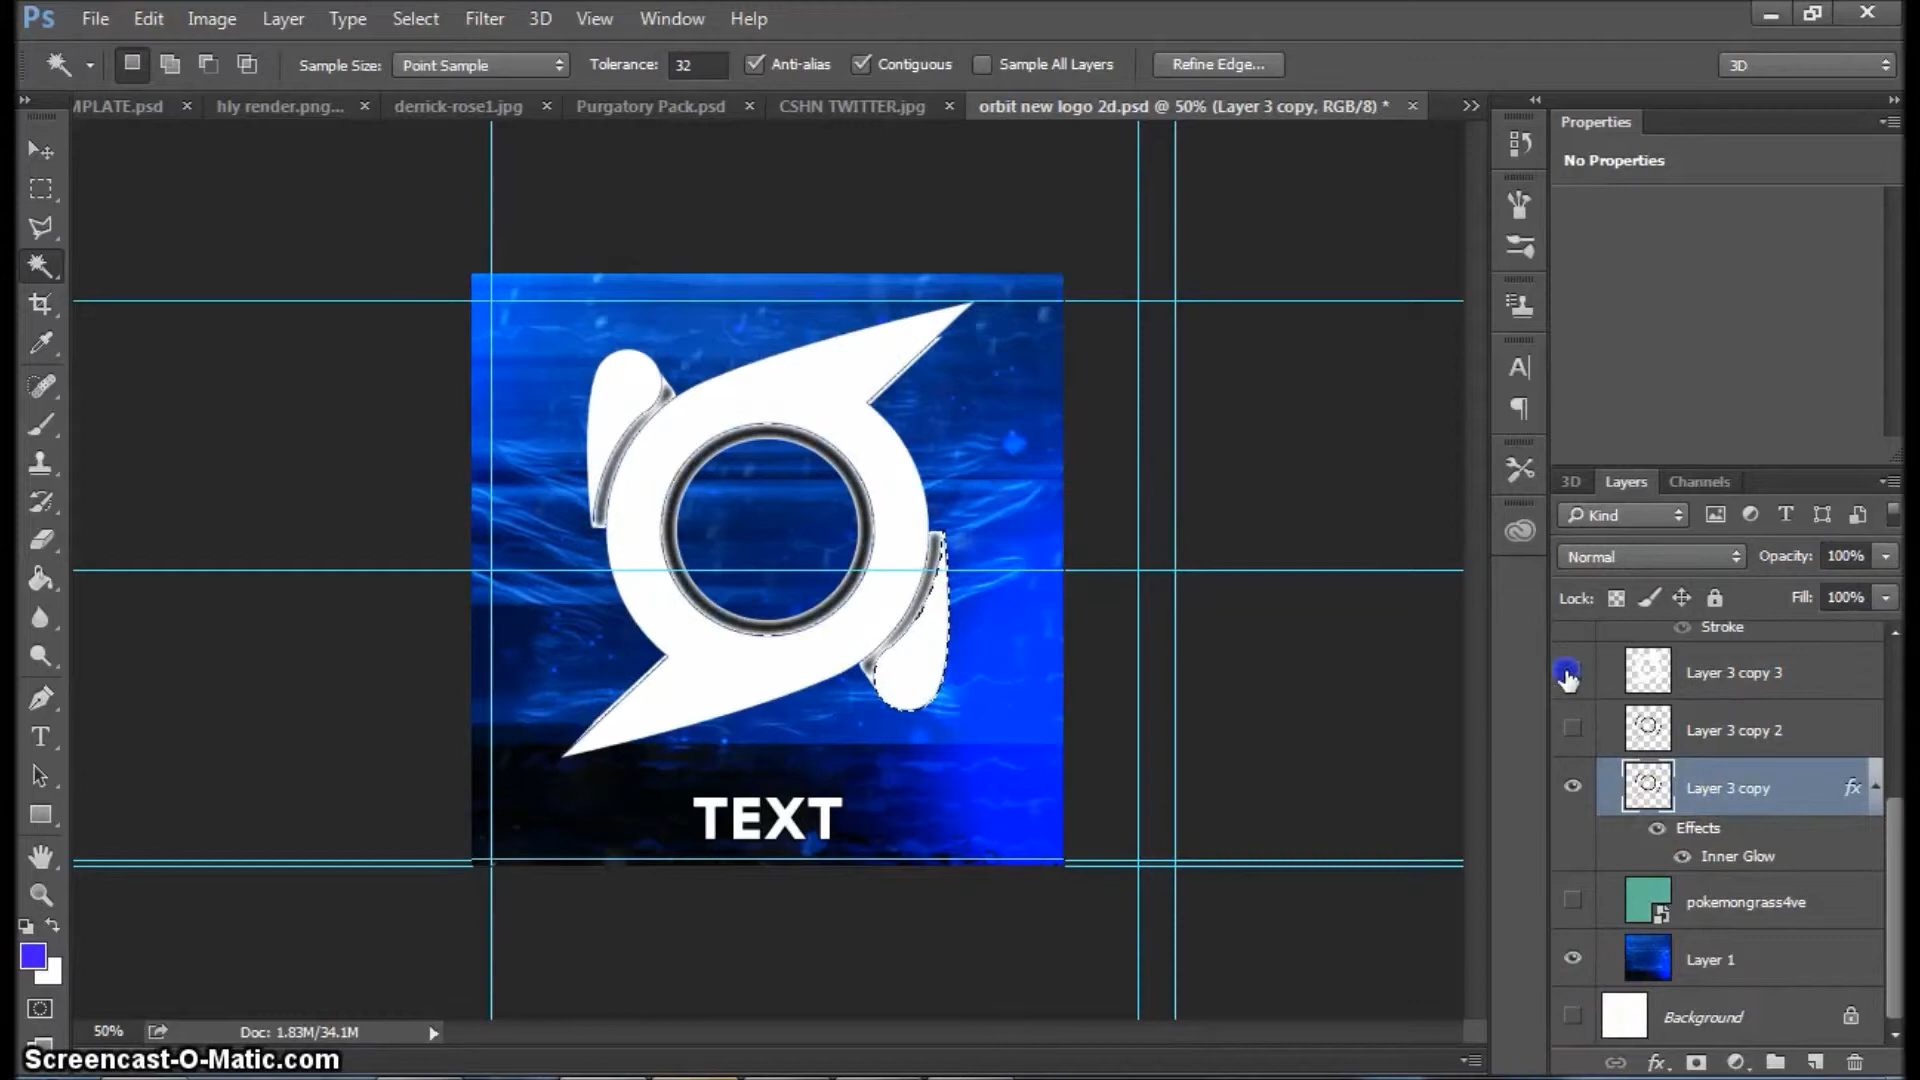 Ps File Edit Image Layer Type Select Filter 3D View Window Help
Sample Size: Point Sample Tolerance: 32 Anti-alias Contiguous Sample All Layers Refine Edge... 3D
MPLATE.psd hly render.png... derrick-rose1.jpg Purgatory Pack.psd CSHN TWITTER.jpg orbit new logo 2d.psd @ 50% (Layer 3 copy, RGB/8) *
Properties
No Properties
3D Layers Channels
Kind
Normal Opacity: 100%
Lock: Fill: 100%
Stroke
Layer 3 copy 3
Layer 3 copy 2
Layer 3 copy fx
Effects
Inner Glow
pokemongrass4ve
Layer 1
Background
TEXT
50% Doc: 1.83M/34.1M
Screencast-O-Matic.com